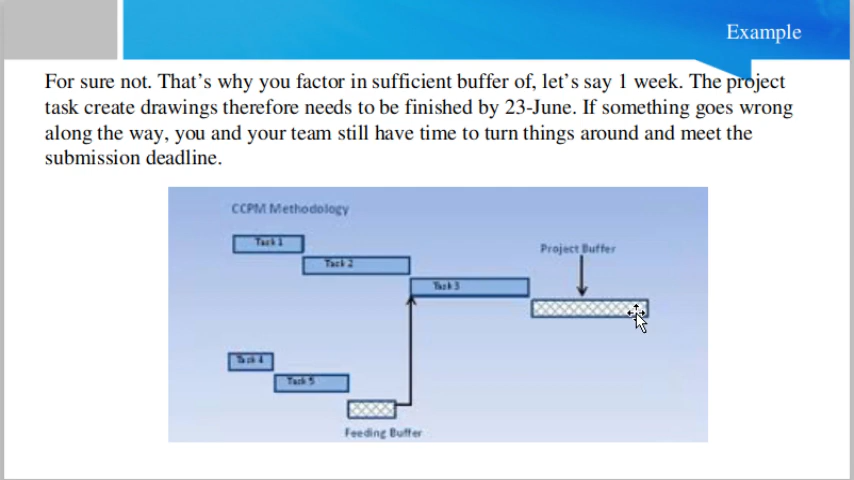 Example
For sure not. That's why you factor in sufficient buffer of, let's say 1 week. The project
task create drawings therefore needs to be finished by 23-June. If something goes wrong
along the way, you and your team still have time to turn things around and meet the
submission deadline.
CCPM Methodology
Task 1
Project Buffer
Task 2
Task 3
Task 4
Task 5
Feeding Buffer